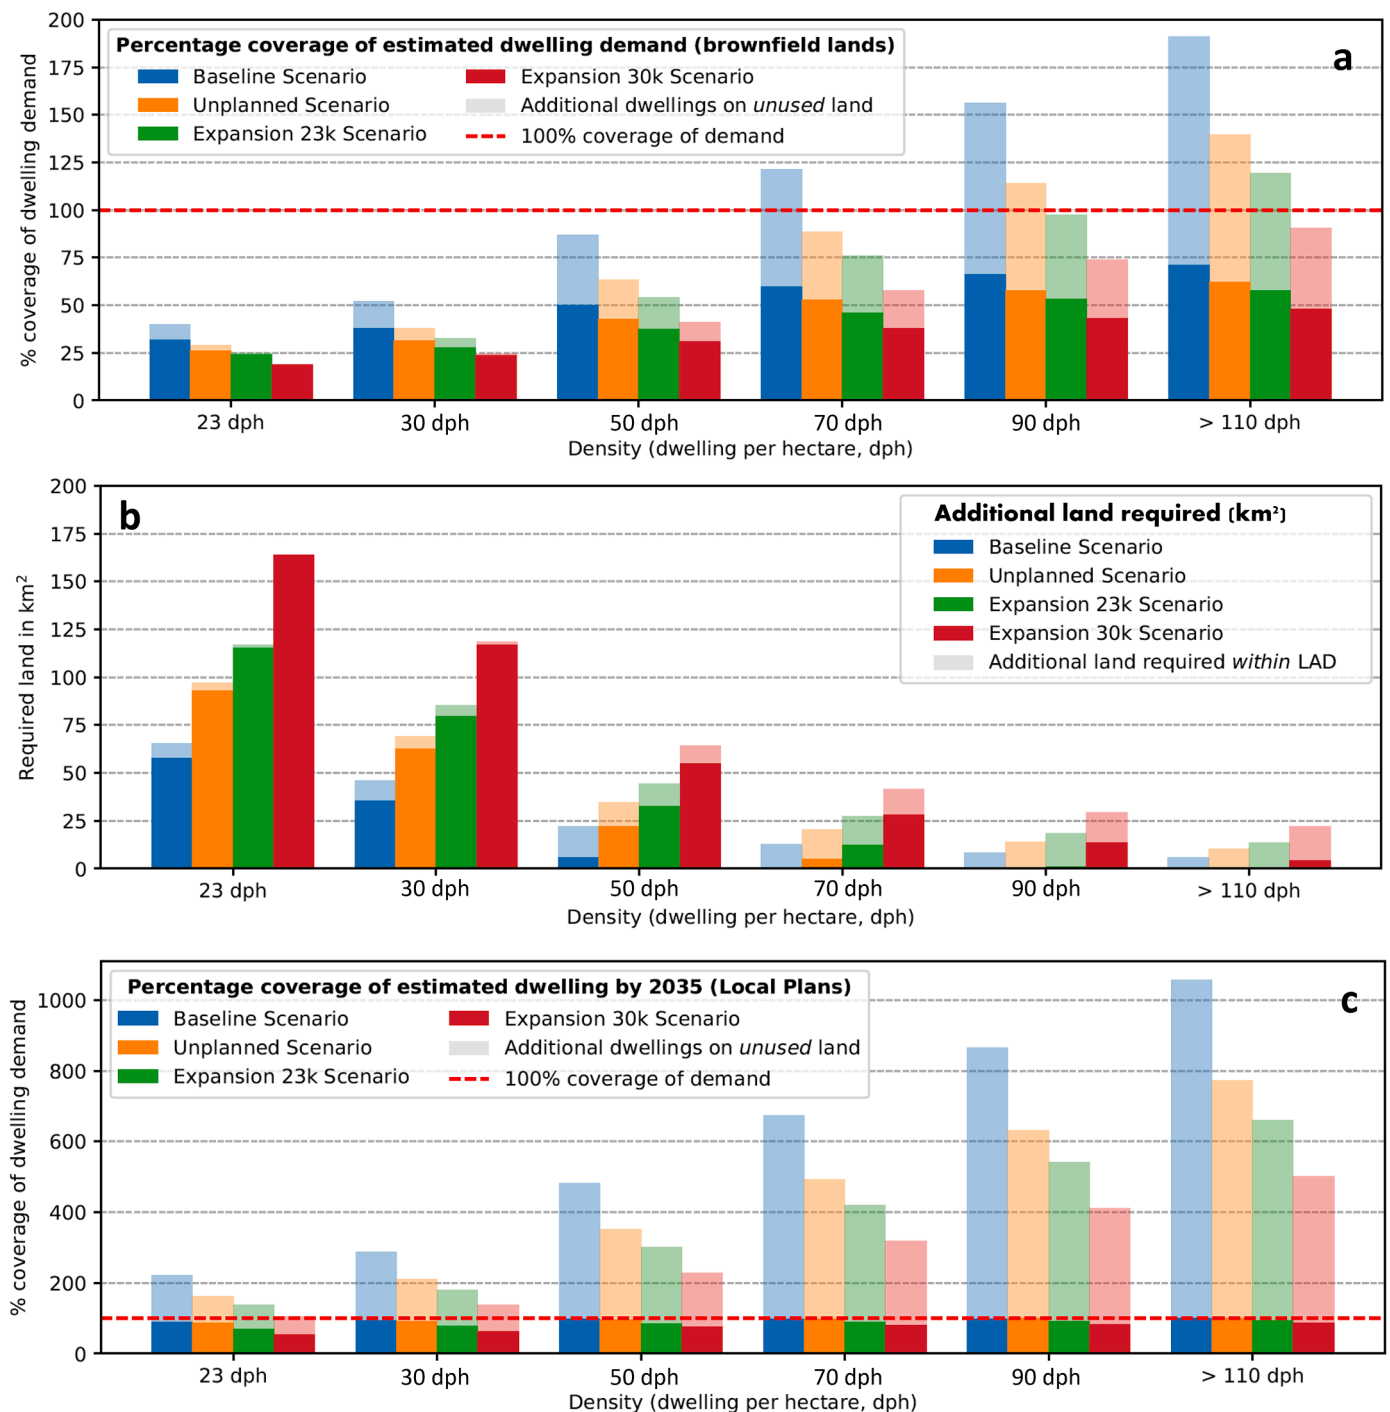 200
175
150
125
100
75
50
25
0
% coverage of dwelling demand
Percentage coverage of estimated dwelling demand (brownfield lands)
Baseline Scenario
Unplanned Scenario
Expansion 23k Scenario
Expansion 30k Scenario
Additional dwellings on unused land
100% coverage of demand
a
23 dph
30 dph
50 dph
70 dph
90 dph
> 110 dph
Density (dwelling per hectare, dph)
200
175
150
125
100
75
50
25
0
Required land in km²
b
Additional land required (km²)
Baseline Scenario
Unplanned Scenario
Expansion 23k Scenario
Expansion 30k Scenario
Additional land required within LAD
23 dph
30 dph
50 dph
70 dph
90 dph
> 110 dph
Density (dwelling per hectare, dph)
1000
800
600
400
200
0
% coverage of dwelling demand
Percentage coverage of estimated dwelling by 2035 (Local Plans)
Baseline Scenario
Unplanned Scenario
Expansion 23k Scenario
Expansion 30k Scenario
Additional dwellings on unused land
100% coverage of demand
c
23 dph
30 dph
50 dph
70 dph
90 dph
> 110 dph
Density (dwelling per hectare, dph)